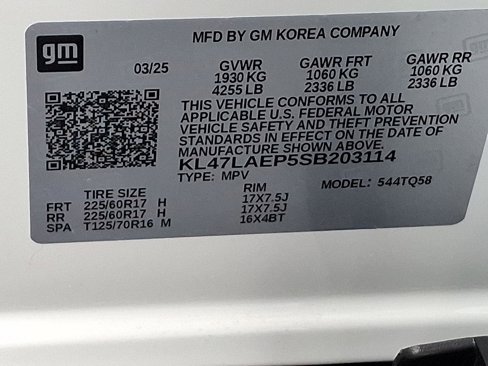 gm
MFD BY GM KOREA COMPANY
03/25 GVWR GAWR FRT GAWR RR
1930 KG 1060 KG 1060 KG
4255 LB 2336 LB 2336 LB
THIS VEHICLE CONFORMS TO ALL
APPLICABLE U.S. FEDERAL MOTOR
VEHICLE SAFETY AND THEFT PREVENTION
STANDARDS IN EFFECT ON THE DATE OF
MANUFACTURE SHOWN ABOVE.
KL47LAEP5SB203114
TYPE: MPV MODEL: 544TQ58
TIRE SIZE RIM
FRT 225/60R17 H 17X7.5J
RR 225/60R17 H 17X7.5J
SPA T125/70R16 M 16X4BT